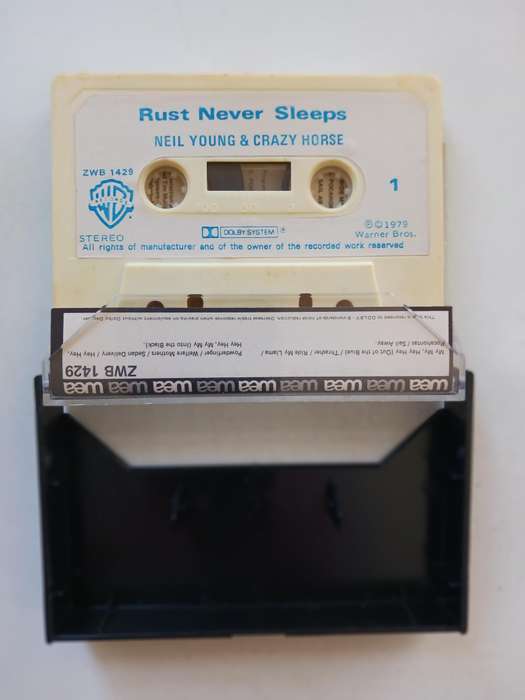 Rust Never Sleeps
NEIL YOUNG & CRAZY HORSE
ZWB 1429
1
RECORDS
DOLBY SYSTEM
STEREO
℗©1979
Warner Bros.
All rights of manufacturer and of the owner of the recorded work reserved
wea wea wea wea wea wea wea wea
ZWB 1429
My, My, Hey Hey (Out of the Blue) / Thrasher / Ride My Llama /
Pocahontas / Sail Away.
Powderfinger / Welfare Mothers / Sedan Delivery / Hey Hey,
Hey Hey, My My (Into the Black).